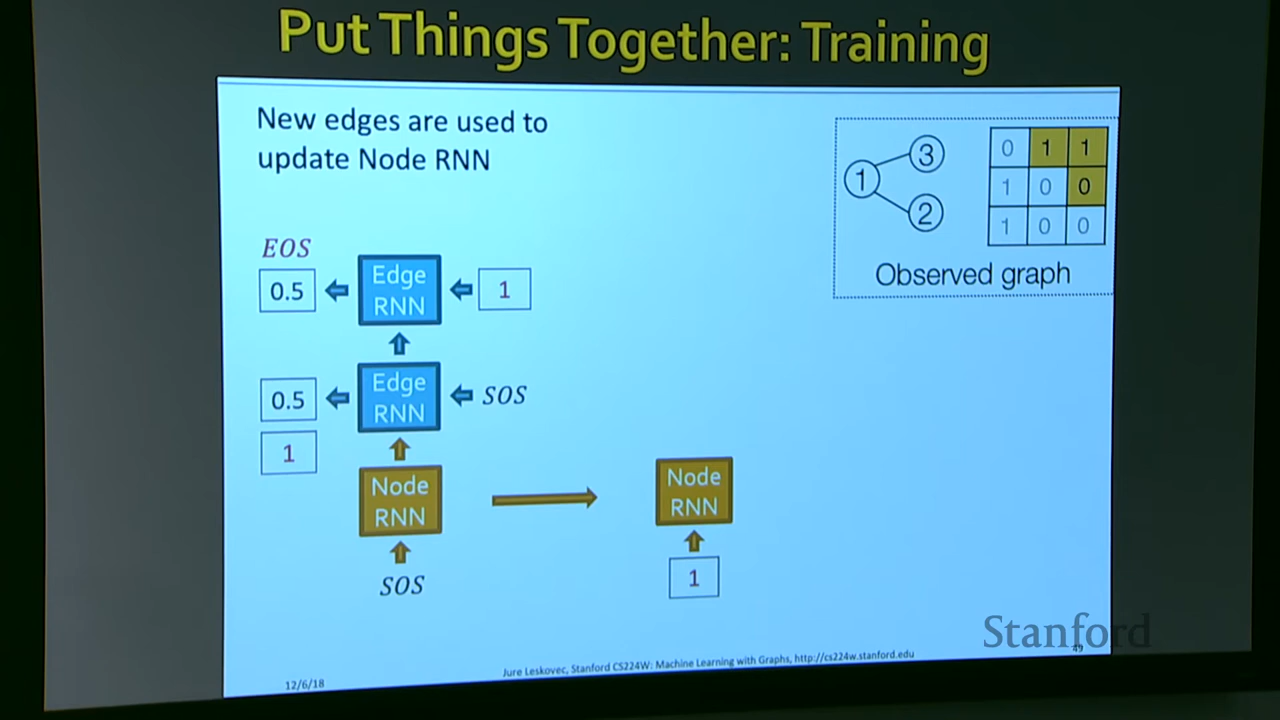 Put Things Together: Training
New edges are used to
update Node RNN
1
3
2
0 1 1
1 0 0
1 0 0
Observed graph
EOS
0.5
Edge
RNN
1
0.5
Edge
RNN
SOS
1
Node
RNN
SOS
Node
RNN
1
Stanford
49
Jure Leskovec, Stanford CS224W: Machine Learning with Graphs, http://cs224w.stanford.edu
12/6/18